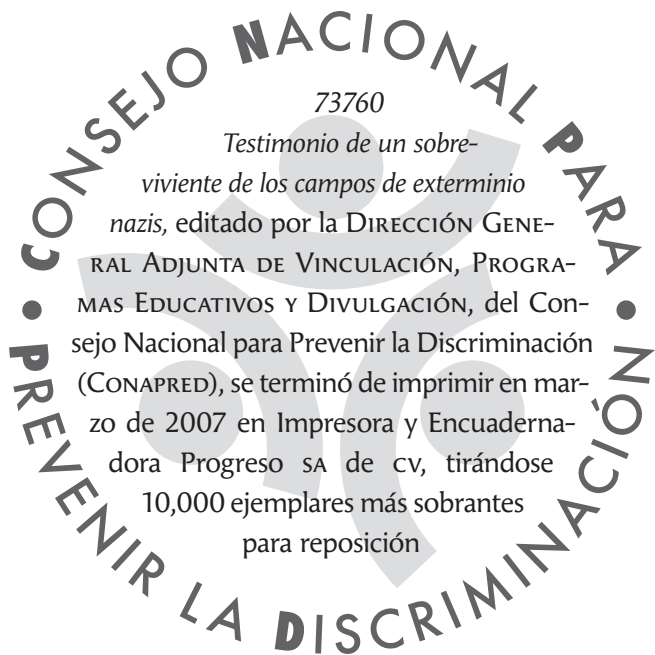 CONSEJO NACIONAL PARA
73760
Testimonio de un sobre-
viviente de los campos de exterminio
nazis, editado por la DIRECCIÓN GENE-
RAL ADJUNTA DE VINCULACIÓN, PROGRA-
MAS EDUCATIVOS Y DIVULGACIÓN, del Con-
sejo Nacional para Prevenir la Discriminación
(CONAPRED), se terminó de imprimir en mar-
zo de 2007 en Impresora y Encuaderna-
dora Progreso SA de CV, tirándose
10,000 ejemplares más sobrantes
para reposición
• PREVENIR LA DISCRIMINACIÓN •